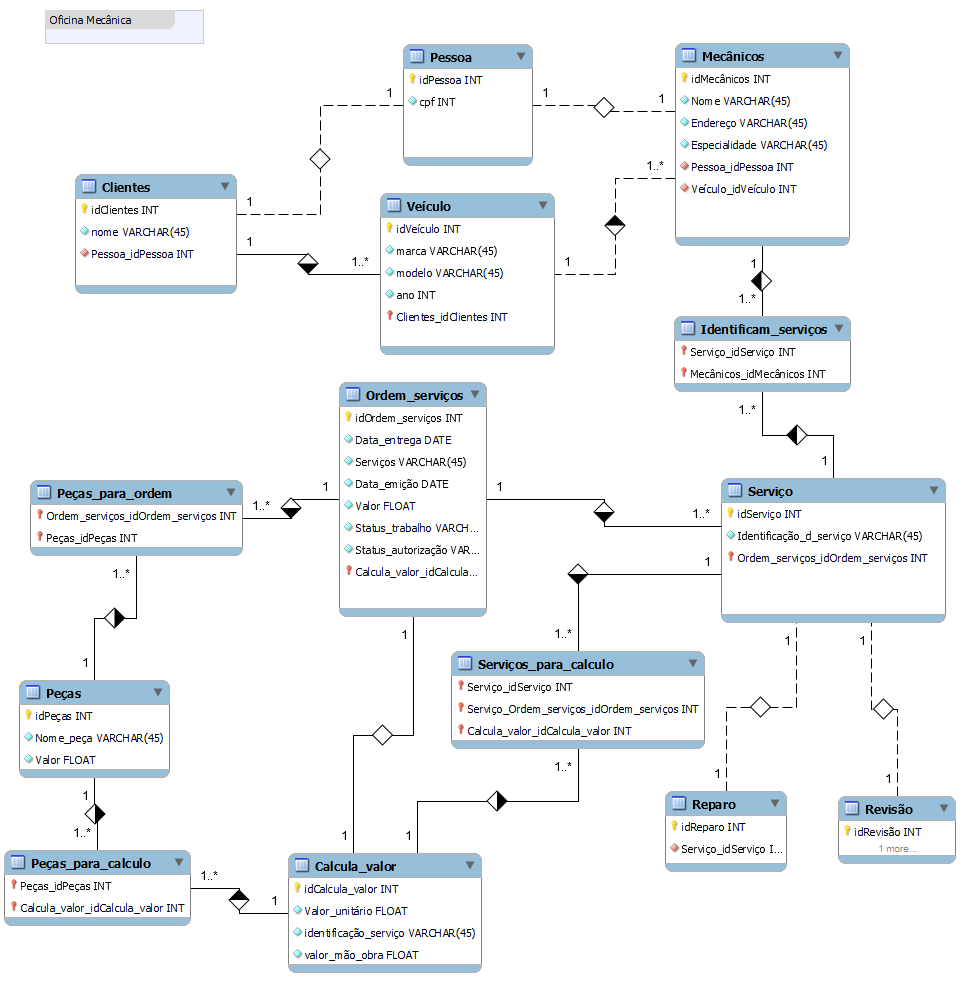 Oficina Mecânica
Pessoa
idPessoa INT
cpf INT
Mecânicos
idMecânicos INT
Nome VARCHAR(45)
Endereço VARCHAR(45)
Especialidade VARCHAR(45)
Pessoa_idPessoa INT
Veículo_idVeículo INT
1
1
1
1
1..*
1
Clientes
idClientes INT
nome VARCHAR(45)
Pessoa_idPessoa INT
1
1..*
Veículo
idVeículo INT
marca VARCHAR(45)
modelo VARCHAR(45)
ano INT
Clientes_idClientes INT
1
1..*
Identificam_serviços
Serviço_idServiço INT
Mecânicos_idMecânicos INT
1..*
1
Ordem_serviços
idOrdem_serviços INT
Data_entrega DATE
Serviços VARCHAR(45)
Data_emição DATE
Valor FLOAT
Status_trabalho VARCH...
Status_autorização VAR...
Calcula_valor_idCalcula...
Peças_para_ordem
Ordem_serviços_idOrdem_serviços INT
Peças_idPeças INT
1..*
1
1
1..*
Serviço
idServiço INT
Identificação_d_serviço VARCHAR(45)
Ordem_serviços_idOrdem_serviços INT
1
1..*
1..*
1
1
1
1
Serviços_para_calculo
Serviço_idServiço INT
Serviço_Ordem_serviços_idOrdem_serviços INT
Calcula_valor_idCalcula_valor INT
Peças
idPeças INT
Nome_peça VARCHAR(45)
Valor FLOAT
1..*
1
1
Reparo
idReparo INT
Serviço_idServiço I...
Revisão
idRevisão INT
1 more...
1
1..*
1
1
Peças_para_calculo
Peças_idPeças INT
Calcula_valor_idCalcula_valor INT
1..*
1
Calcula_valor
idCalcula_valor INT
Valor_unitário FLOAT
identificação_serviço VARCHAR(45)
valor_mão_obra FLOAT